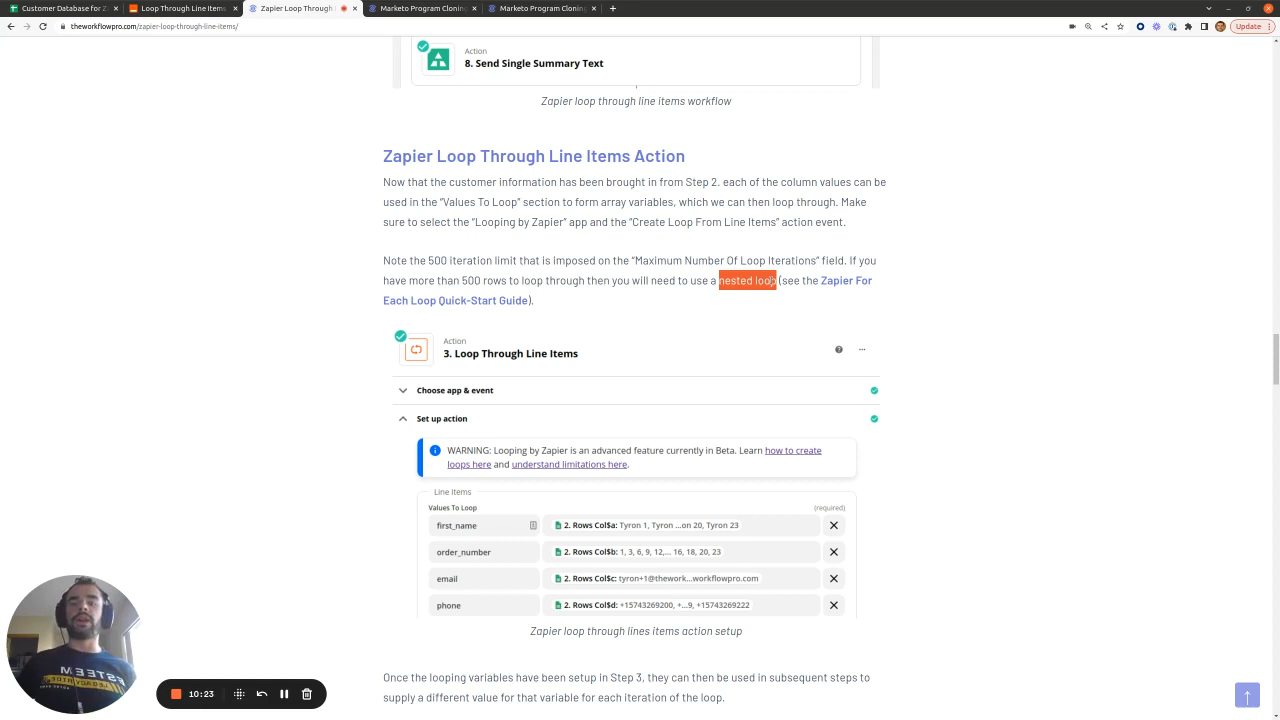 Customer Database for Z
Loop Through Line Items
Zapier Loop Through
Marketo Program Cloning
Marketo Program Cloning
theworkflowpro.com/zapier-loop-through-line-items/
Update
Action
8. Send Single Summary Text
Zapier loop through line items workflow
Zapier Loop Through Line Items Action
Now that the customer information has been brought in from Step 2. each of the column values can be
used in the "Values To Loop" section to form array variables, which we can then loop through. Make
sure to select the "Looping by Zapier" app and the "Create Loop From Line Items" action event.
Note the 500 iteration limit that is imposed on the "Maximum Number Of Loop Iterations" field. If you
have more than 500 rows to loop through then you will need to use a nested loop (see the Zapier For
Each Loop Quick-Start Guide).
Action
3. Loop Through Line Items
Choose app & event
Set up action
WARNING: Looping by Zapier is an advanced feature currently in Beta. Learn how to create
loops here and understand limitations here.
Line Items
Values To Loop (required)
first_name 2. Rows Col$a: Tyron 1, Tyron ...on 20, Tyron 23
order_number 2. Rows Col$b: 1, 3, 6, 9, 12,... 16, 18, 20, 23
email 2. Rows Col$c: tyron+1@thework...workflowpro.com
phone 2. Rows Col$d: +15743269200, +...9, +15743269222
Zapier loop through lines items action setup
Once the looping variables have been setup in Step 3, they can then be used in subsequent steps to
supply a different value for that variable for each iteration of the loop.
10:23